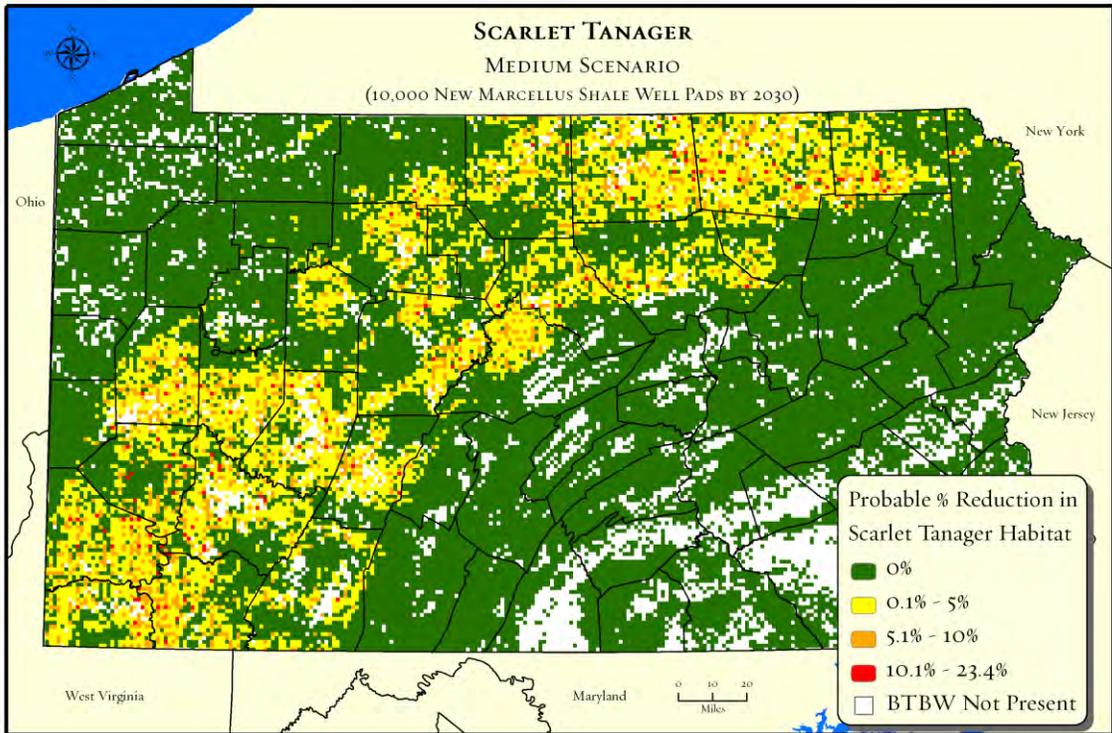 Scarlet Tanager
Medium Scenario
(10,000 New Marcellus Shale Well Pads by 2030)
New York
Ohio
New Jersey
Probable % Reduction in
Scarlet Tanager Habitat
0%
0.1% - 5%
5.1% - 10%
10.1% - 23.4%
BTBW Not Present
West Virginia
Maryland
0 10 20
Miles